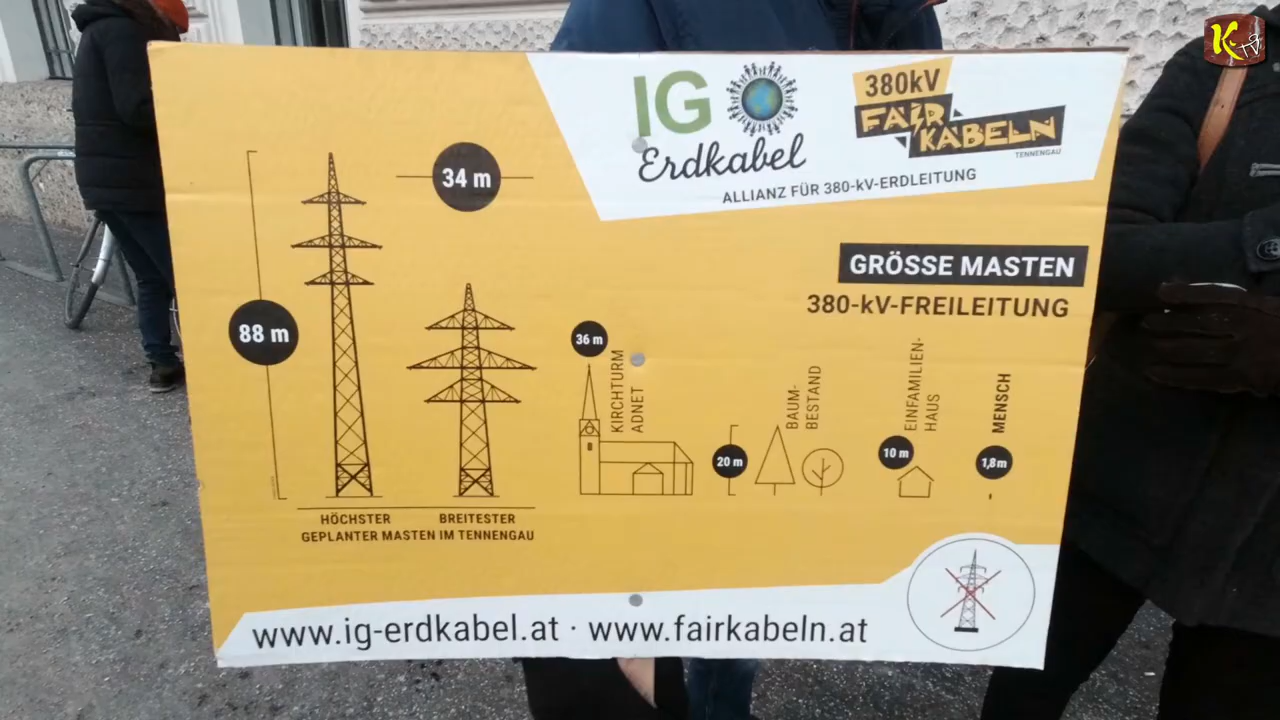 IG
Erdkabel
380kV
FAIR
KABELN
TENNENGAU
ALLIANZ FÜR 380-kV-ERDLEITUNG
GRÖSSE MASTEN
380-kV-FREILEITUNG
34 m
88 m
36 m
KIRCHTURM
ADNET
20 m
BAUM-
BESTAND
10 m
EINFAMILIEN-
HAUS
1,8m
MENSCH
HÖCHSTER
BREITESTER
GEPLANTER MASTEN IM TENNENGAU
www.ig-erdkabel.at · www.fairkabeln.at
K
TV